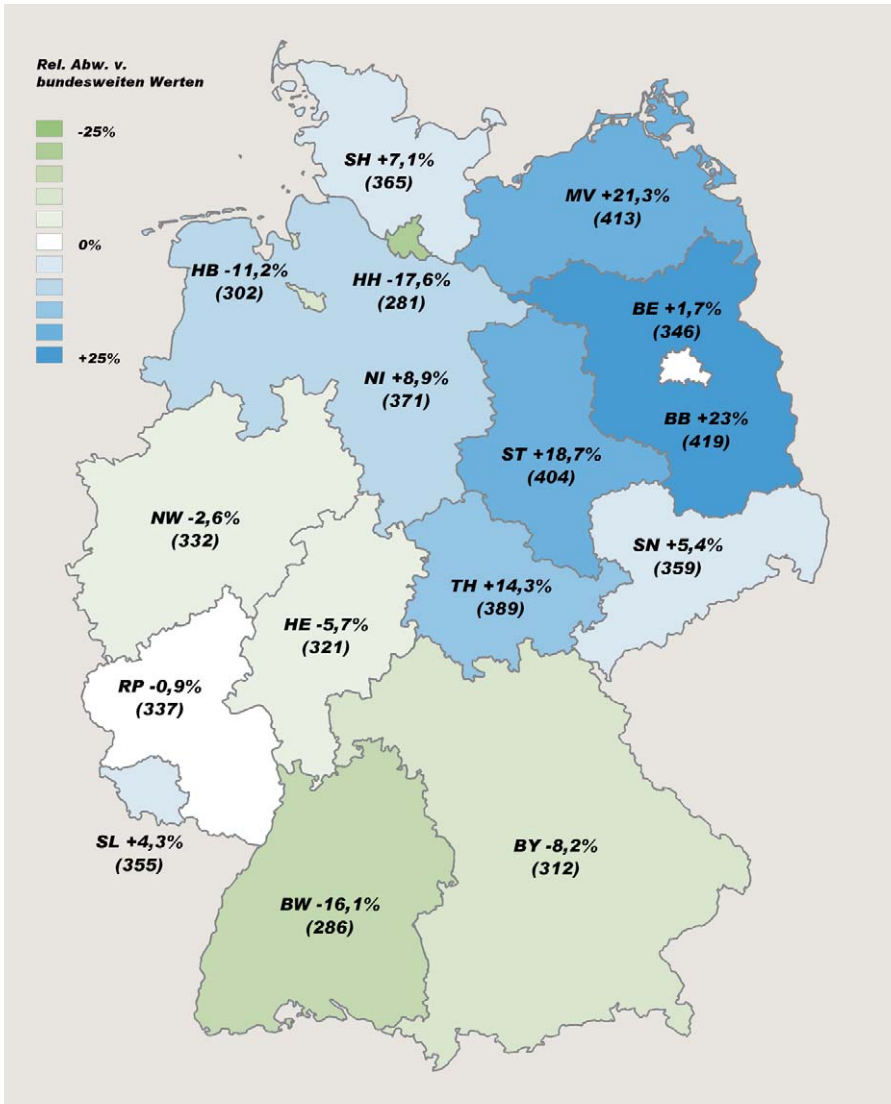 Rel. Abw. v.
bundesweiten Werten
-25%
0%
+25%
SH +7,1%
(365)
MV +21,3%
(413)
HB -11,2%
(302)
HH -17,6%
(281)
BE +1,7%
(346)
NI +8,9%
(371)
BB +23%
(419)
ST +18,7%
(404)
NW -2,6%
(332)
SN +5,4%
(359)
TH +14,3%
(389)
HE -5,7%
(321)
RP -0,9%
(337)
SL +4,3%
(355)
BY -8,2%
(312)
BW -16,1%
(286)